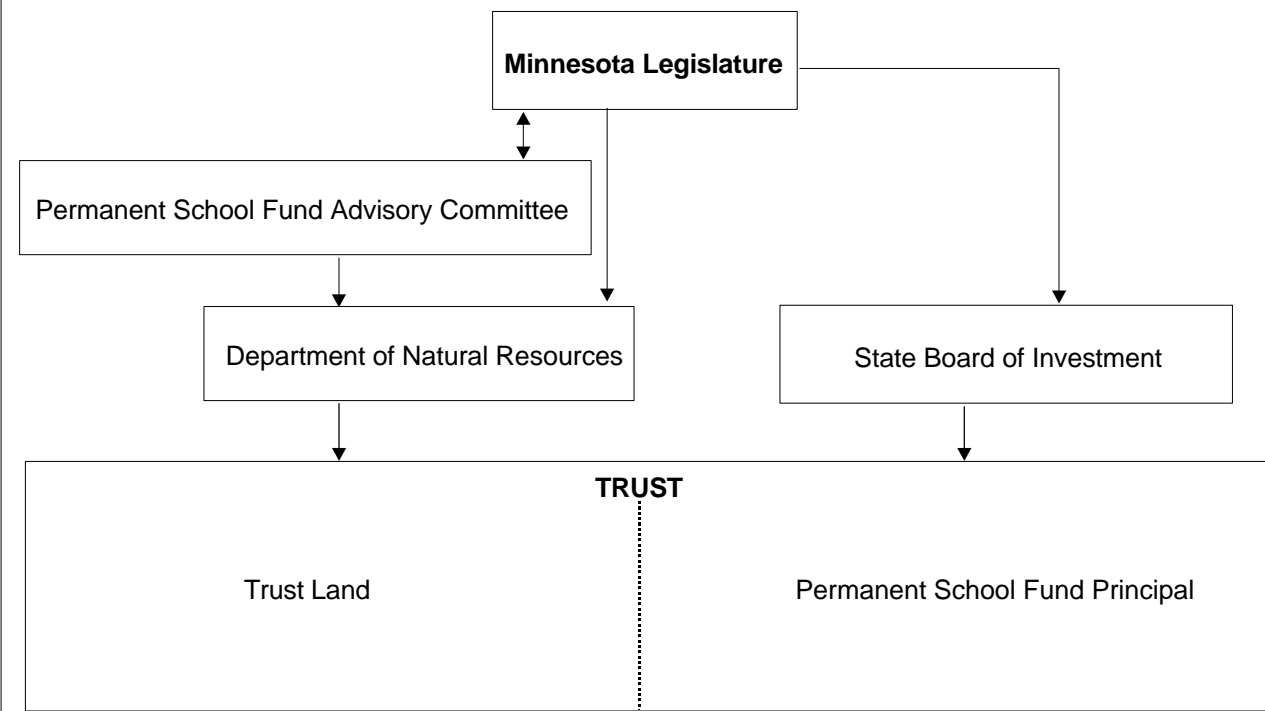 Minnesota Legislature
Permanent School Fund Advisory Committee
Department of Natural Resources
State Board of Investment
TRUST
Trust Land
Permanent School Fund Principal